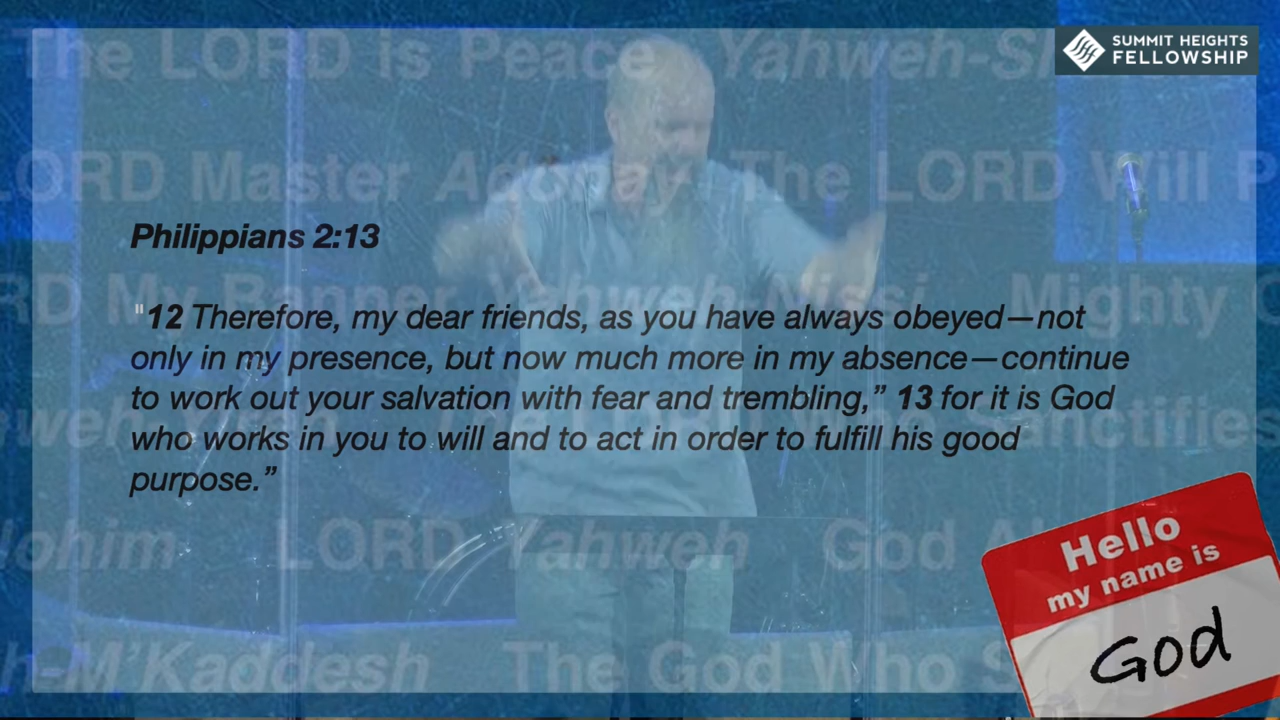 The LORD Is Peace Yahweh-S
SUMMIT HEIGHTS
FELLOWSHIP
LORD Master Adonay The LORD Will P
Philippians 2:13
RD My Banner Yahweh-Nissi Mighty G
"12 Therefore, my dear friends, as you have always obeyed—not
only in my presence, but now much more in my absence—continue
to work out your salvation with fear and trembling,” 13 for it is God
who works in you to will and to act in order to fulfill his good
purpose.”
anctifies
lohim LORD Yahweh God Al
Hello
my name is
God
h-M'Kaddesh The God Who S